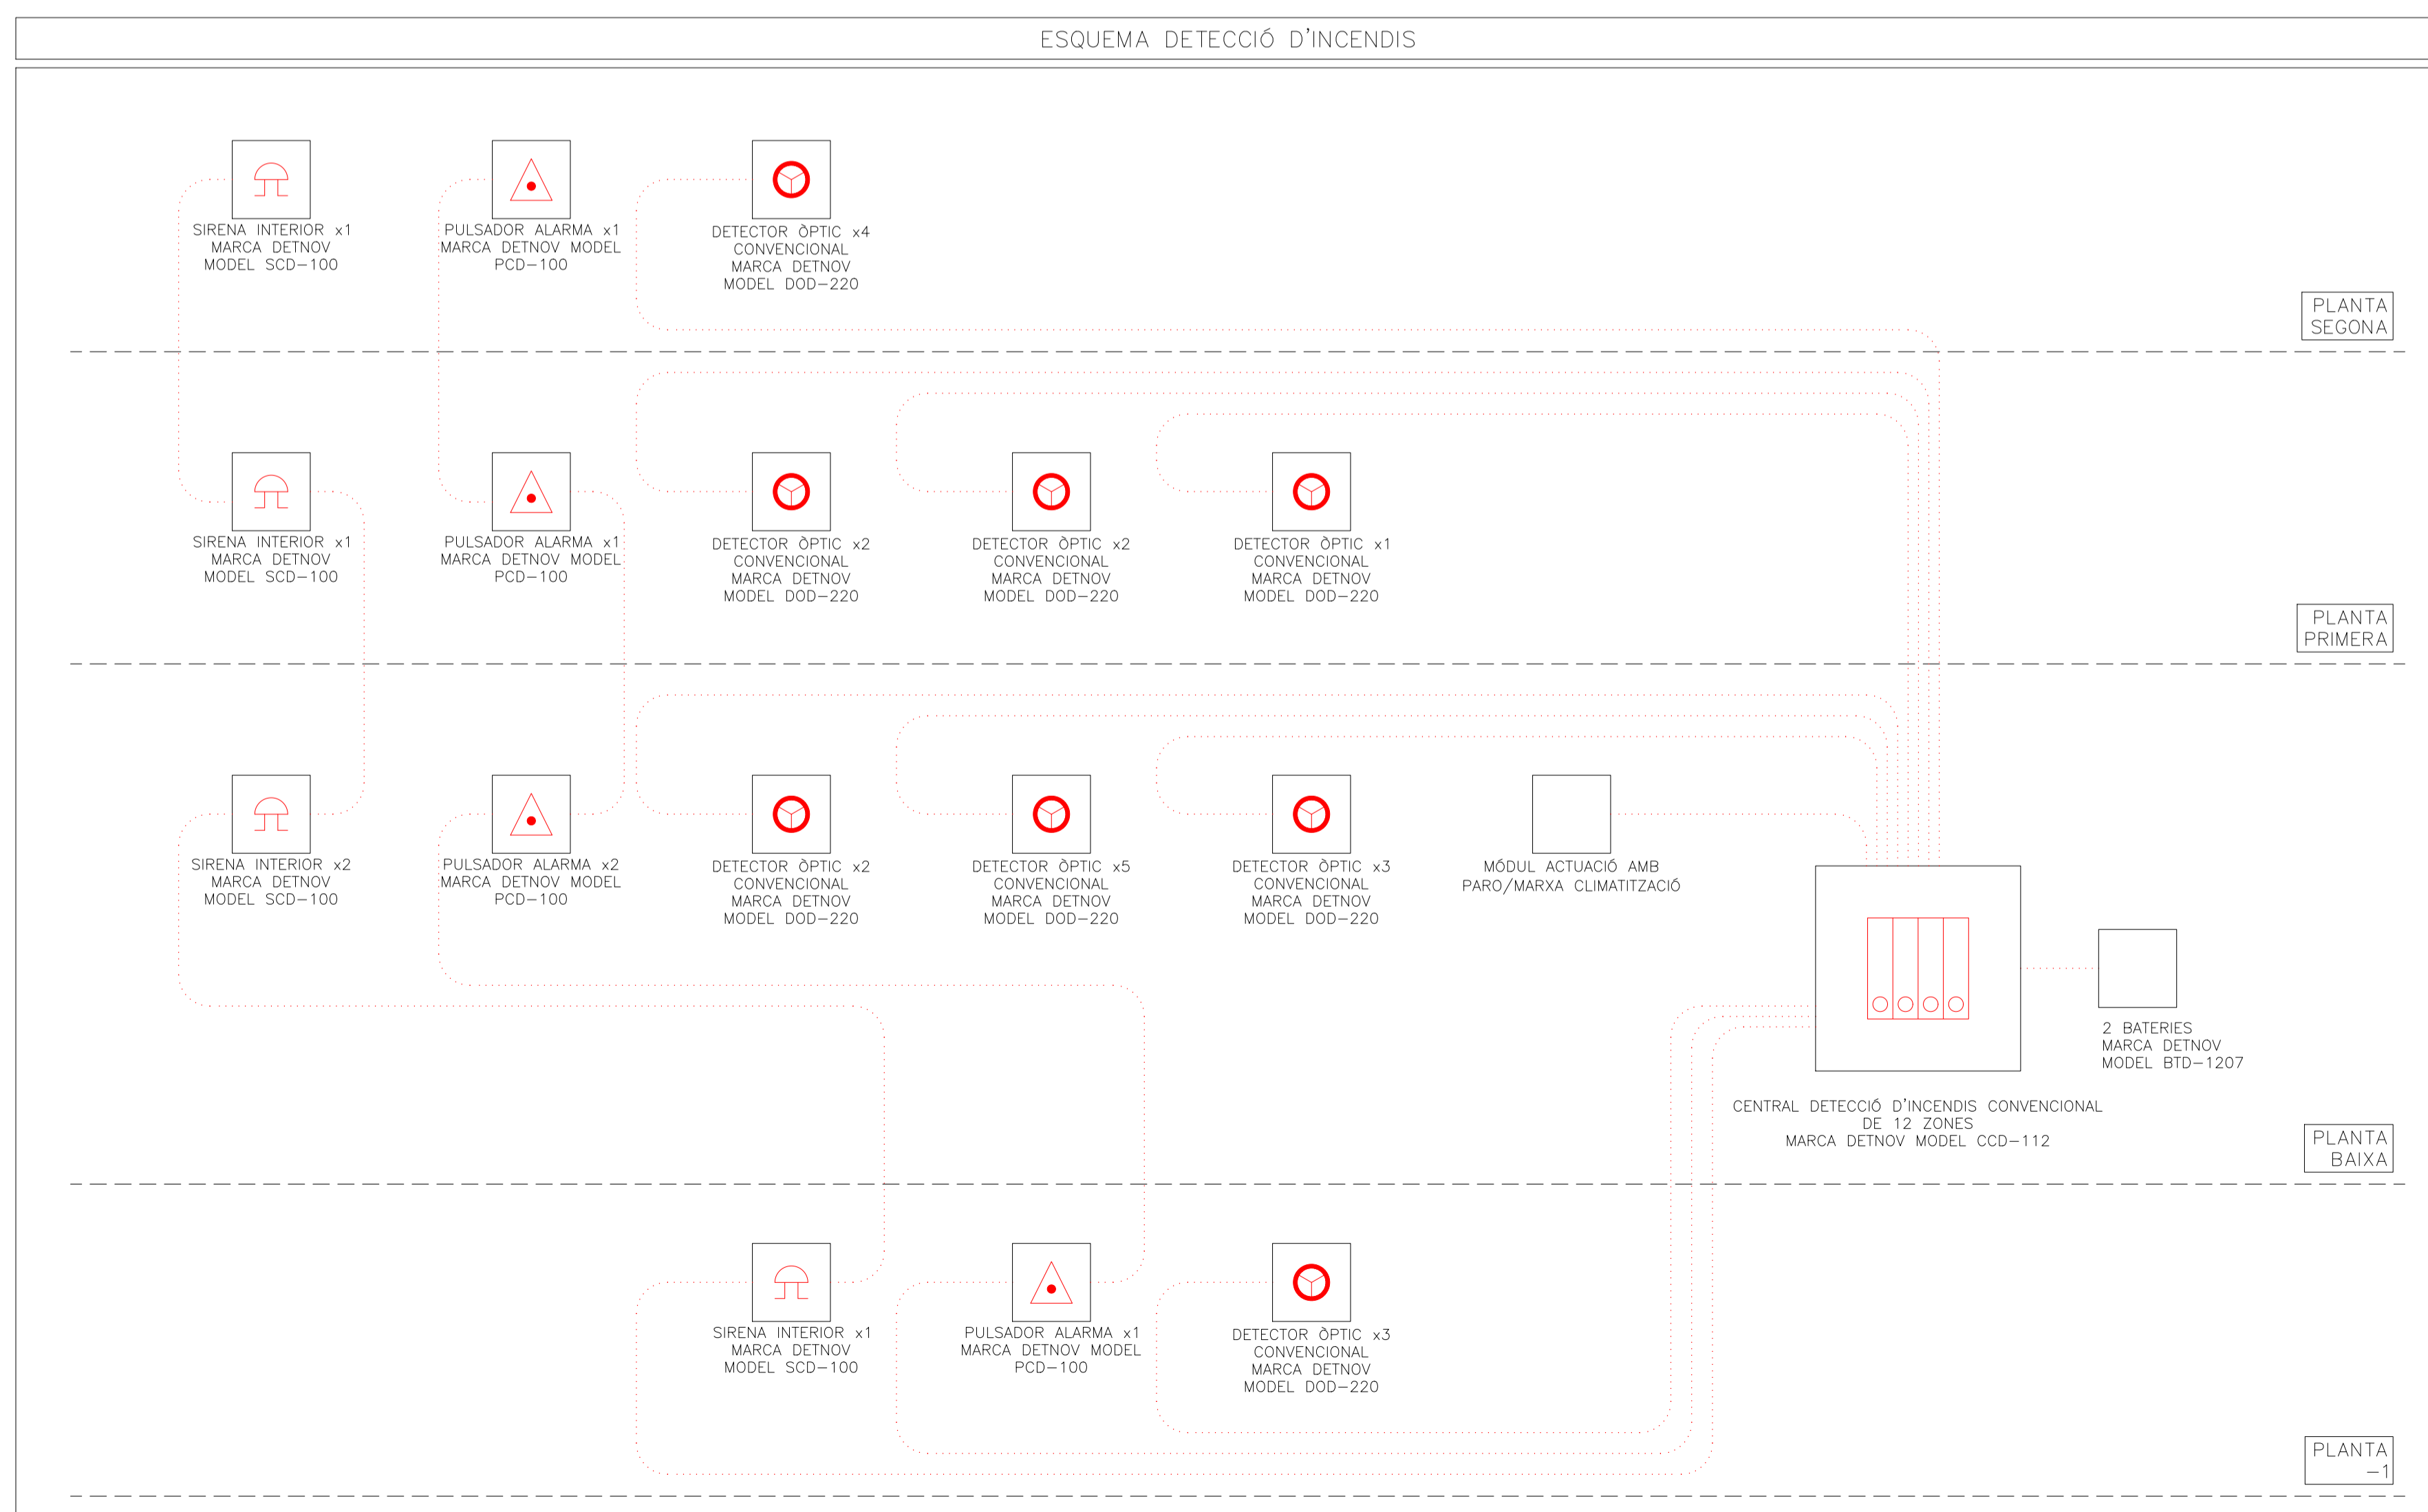 ESQUEMA DETECCIÓ D'INCENDIS
SIRENA INTERIOR x1
MARCA DETNOV
MODEL SCD-100
PULSADOR ALARMA x1
MARCA DETNOV MODEL
PCD-100
DETECTOR ÒPTIC x4
CONVENCIONAL
MARCA DETNOV
MODEL DOD-220
PLANTA
SEGONA
SIRENA INTERIOR x1
MARCA DETNOV
MODEL SCD-100
PULSADOR ALARMA x1
MARCA DETNOV MODEL
PCD-100
DETECTOR ÒPTIC x2
CONVENCIONAL
MARCA DETNOV
MODEL DOD-220
DETECTOR ÒPTIC x2
CONVENCIONAL
MARCA DETNOV
MODEL DOD-220
DETECTOR ÒPTIC x1
CONVENCIONAL
MARCA DETNOV
MODEL DOD-220
PLANTA
PRIMERA
SIRENA INTERIOR x2
MARCA DETNOV
MODEL SCD-100
PULSADOR ALARMA x2
MARCA DETNOV MODEL
PCD-100
DETECTOR ÒPTIC x2
CONVENCIONAL
MARCA DETNOV
MODEL DOD-220
DETECTOR ÒPTIC x5
CONVENCIONAL
MARCA DETNOV
MODEL DOD-220
DETECTOR ÒPTIC x3
CONVENCIONAL
MARCA DETNOV
MODEL DOD-220
MÓDUL ACTUACIÓ AMB
PARO/MARXA CLIMATITZACIÓ
2 BATERIES
MARCA DETNOV
MODEL BTD-1207
CENTRAL DETECCIÓ D'INCENDIS CONVENCIONAL
DE 12 ZONES
MARCA DETNOV MODEL CCD-112
PLANTA
BAIXA
SIRENA INTERIOR x1
MARCA DETNOV
MODEL SCD-100
PULSADOR ALARMA x1
MARCA DETNOV MODEL
PCD-100
DETECTOR ÒPTIC x3
CONVENCIONAL
MARCA DETNOV
MODEL DOD-220
PLANTA
-1